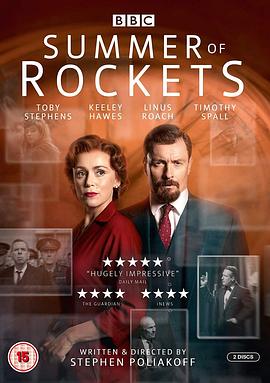 BBC
SUMMER OF
ROCKETS
TOBY KEELEY LINUS TIMOTHY
STEPHENS HAWES ROACH SPALL
★★★★★
"HUGELY IMPRESSIVE"
DAILY MAIL
★★★★ ★★★★
THE GUARDIAN iNEWS
15
WRITTEN & DIRECTED BY
STEPHEN POLIAKOFF
2 DISCS